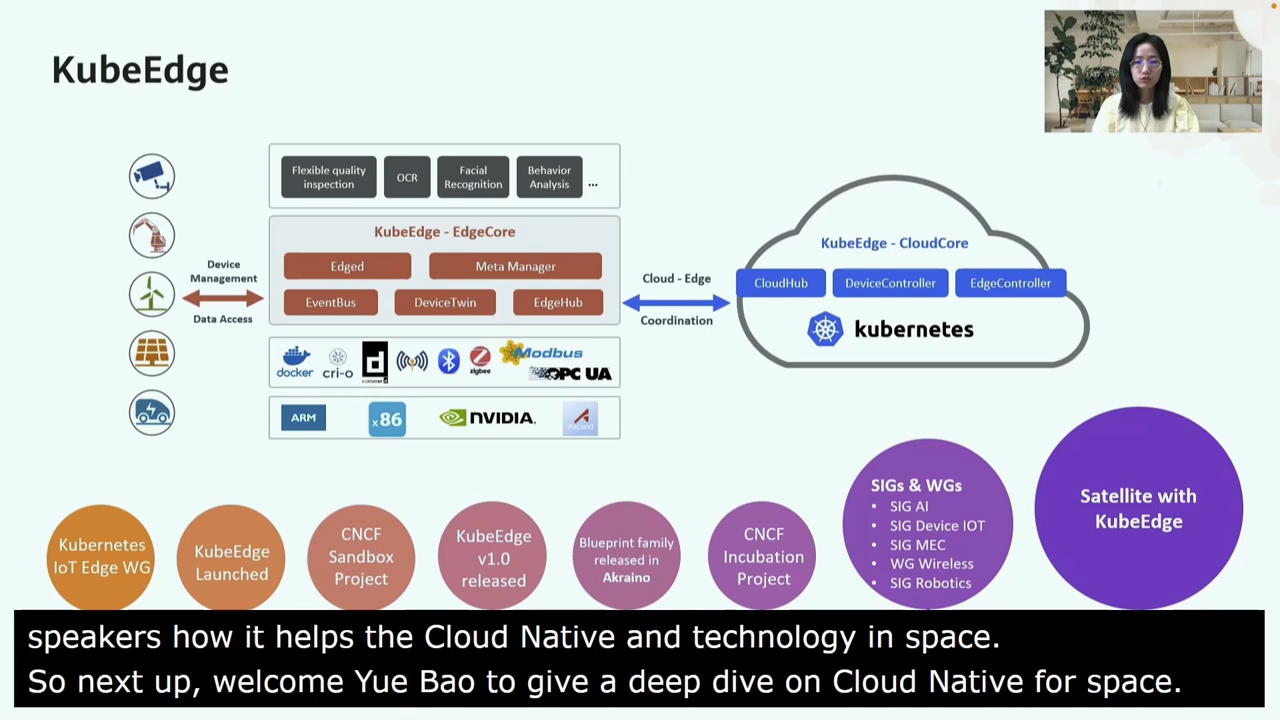 KubeEdge
Flexible quality
inspection
OCR
Facial
Recognition
Behavior
Analysis
...
KubeEdge - EdgeCore
Edged
Meta Manager
EventBus
DeviceTwin
EdgeHub
Device
Management
Data Access
Cloud - Edge
Coordination
KubeEdge - CloudCore
CloudHub
DeviceController
EdgeController
kubernetes
docker
cri-o
containerd
zigbee
Modbus
OPC UA
ARM
x86
NVIDIA.
Ascend
Kubernetes
IoT Edge WG
KubeEdge
Launched
CNCF
Sandbox
Project
KubeEdge
v1.0
released
Blueprint family
released in
Akraino
CNCF
Incubation
Project
SIGs & WGs
• SIG AI
• SIG Device IOT
• SIG MEC
• WG Wireless
• SIG Robotics
Satellite with
KubeEdge
speakers how it helps the Cloud Native and technology in space.
So next up, welcome Yue Bao to give a deep dive on Cloud Native for space.